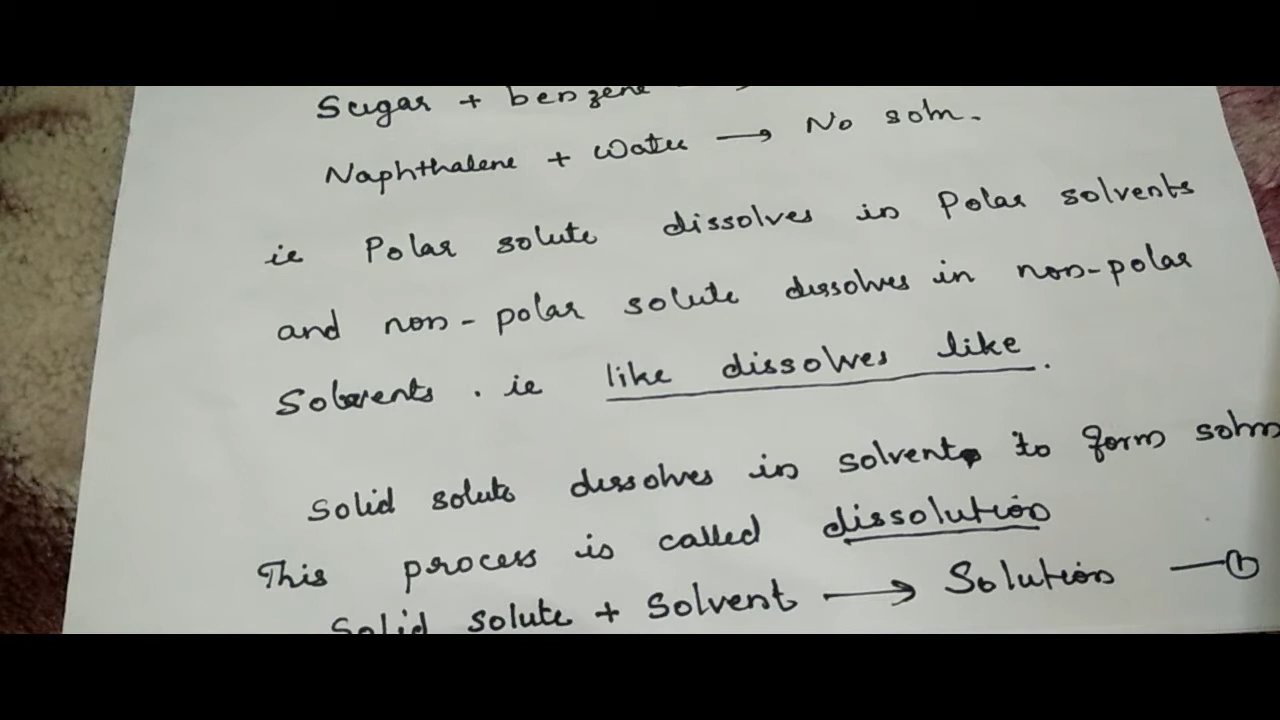 Sugar + benzene
Naphthalene + Water → No soln.
ie Polar solute dissolves in Polar solvents
and non-polar solute dissolves in non-polar
Solvents. ie like dissolves like.
Solid solute dissolves in solvent to form soln
This process is called dissolution
Solid solute + Solvent → Solution —①